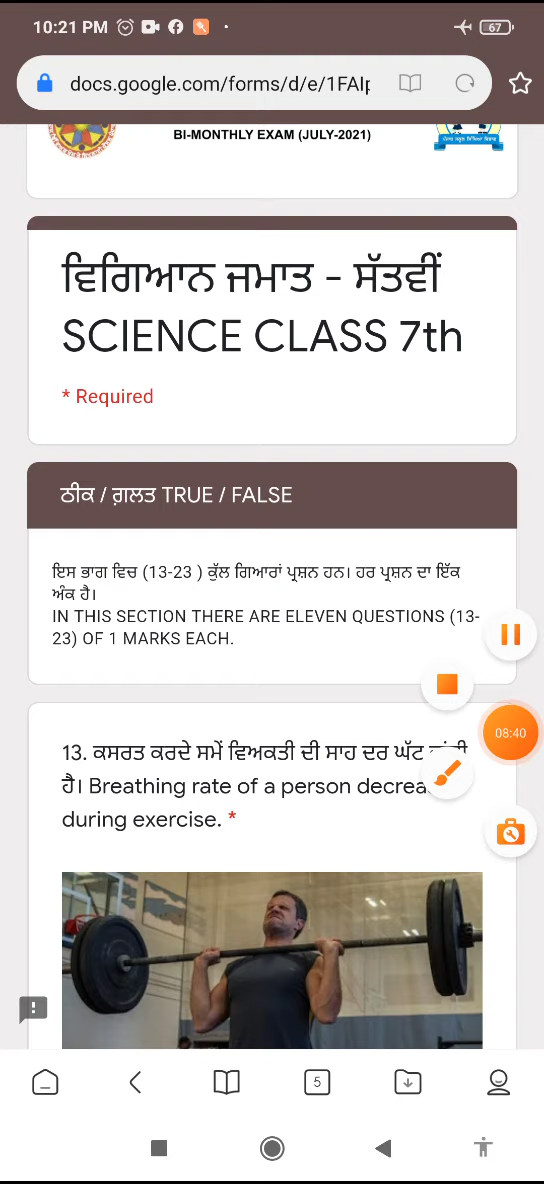 10:21 PM
67
docs.google.com/forms/d/e/1FAIp
BI-MONTHLY EXAM (JULY-2021)
ਵਿਗਿਆਨ ਜਮਾਤ - ਸੱਤਵੀਂ
SCIENCE CLASS 7th
* Required
ਠੀਕ / ਗ਼ਲਤ TRUE / FALSE
ਇਸ ਭਾਗ ਵਿਚ (13-23 ) ਕੁੱਲ ਗਿਆਰਾਂ ਪ੍ਰਸ਼ਨ ਹਨ। ਹਰ ਪ੍ਰਸ਼ਨ ਦਾ ਇੱਕ
ਅੰਕ ਹੈ।
IN THIS SECTION THERE ARE ELEVEN QUESTIONS (13-
23) OF 1 MARKS EACH.
08:40
13. ਕਸਰਤ ਕਰਦੇ ਸਮੇਂ ਵਿਅਕਤੀ ਦੀ ਸਾਹ ਦਰ ਘੱਟ
ਹੈ। Breathing rate of a person
during exercise. *
5